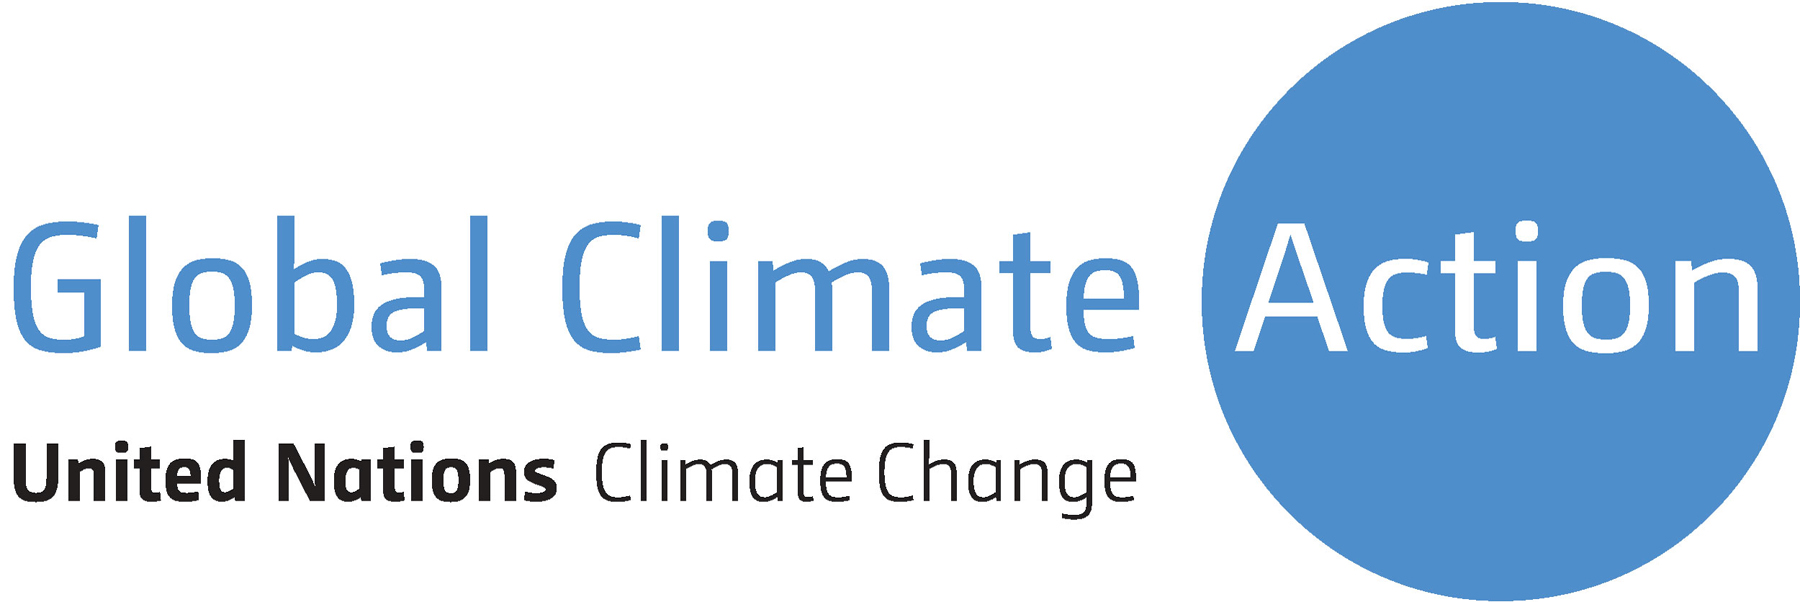 Global Climate Action
United Nations Climate Change